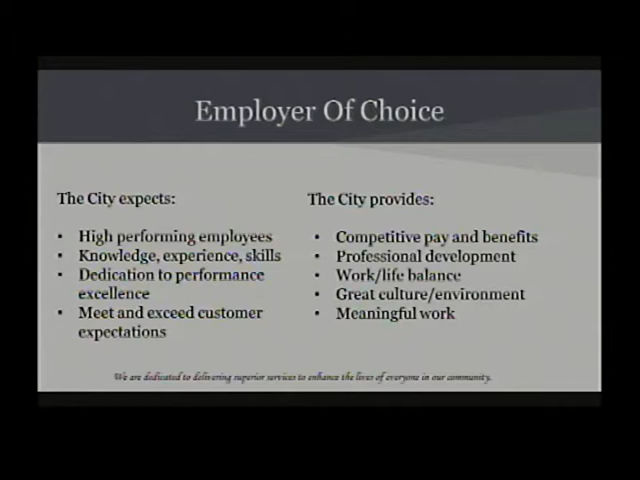 Employer Of Choice
The City expects:
• High performing employees
• Knowledge, experience, skills
• Dedication to performance
excellence
• Meet and exceed customer
expectations
The City provides:
• Competitive pay and benefits
• Professional development
• Work/life balance
• Great culture/environment
• Meaningful work
We are dedicated to delivering superior services to enhance the lives of everyone in our community.